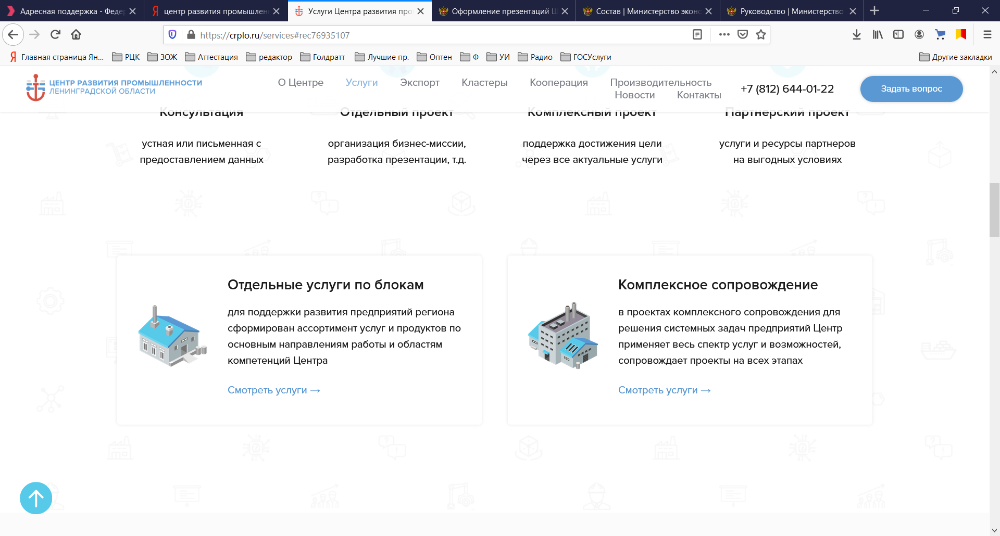 Адресная поддержка - Федер
центр развития промышлен
Услуги Центра развития про
Оформление презентаций Ш
Состав | Министерство экон
Руководство | Министерство
https://crplo.ru/services#rec76935107
Главная страница Ян...
РЦК
ЗОЖ
Аттестация
редактор
Голдратт
Лучшие пр.
Оптен
Ф
УИ
Радио
ГОСУслуги
Другие закладки
ЦЕНТР РАЗВИТИЯ ПРОМЫШЛЕННОСТИ
ЛЕНИНГРАДСКОЙ ОБЛАСТИ
О Центре
Услуги
Экспорт
Кластеры
Кооперация
Производительность
Новости
Контакты
+7 (812) 644-01-22
Задать вопрос
Консультация
устная или письменная с
предоставлением данных
Отдельный проект
организация бизнес-миссии,
разработка презентации, т.д.
Комплексный проект
поддержка достижения цели
через все актуальные услуги
Партнерский проект
услуги и ресурсы партнеров
на выгодных условиях
Отдельные услуги по блокам
для поддержки развития предприятий региона
сформирован ассортимент услуг и продуктов по
основным направлениям работы и областям
компетенций Центра
Смотреть услуги →
Комплексное сопровождение
в проектах комплексного сопровождения для
решения системных задач предприятий Центр
применяет весь спектр услуг и возможностей,
сопровождает проекты на всех этапах
Смотреть услуги →